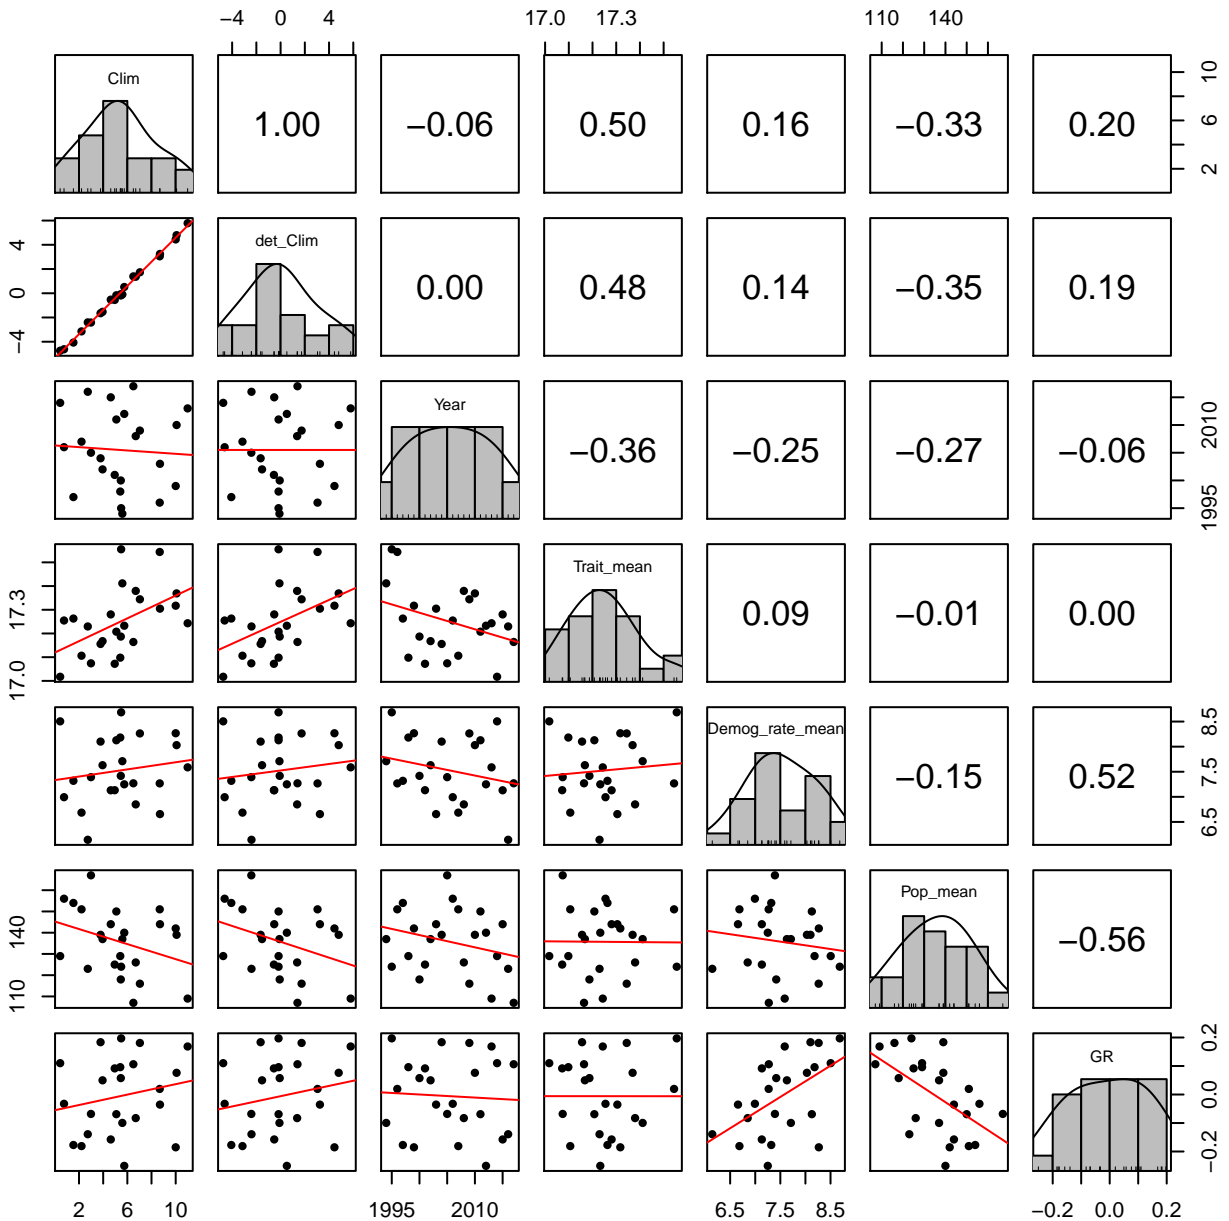 −4 0 4 17.0 17.3 110 140
Clim
1.00 −0.06 0.50 0.16 −0.33 0.20
2 6 10
det_Clim
0.00 0.48 0.14 −0.35 0.19
−4 0 4
Year
−0.36 −0.25 −0.27 −0.06
1995 2010
Trait_mean
0.09 −0.01 0.00
17.0 17.3
Demog_rate_mean
−0.15 0.52
6.5 7.5 8.5
Pop_mean
−0.56
110 140
GR
−0.2 0.0 0.2
2 6 10 1995 2010 6.5 7.5 8.5 −0.2 0.0 0.2